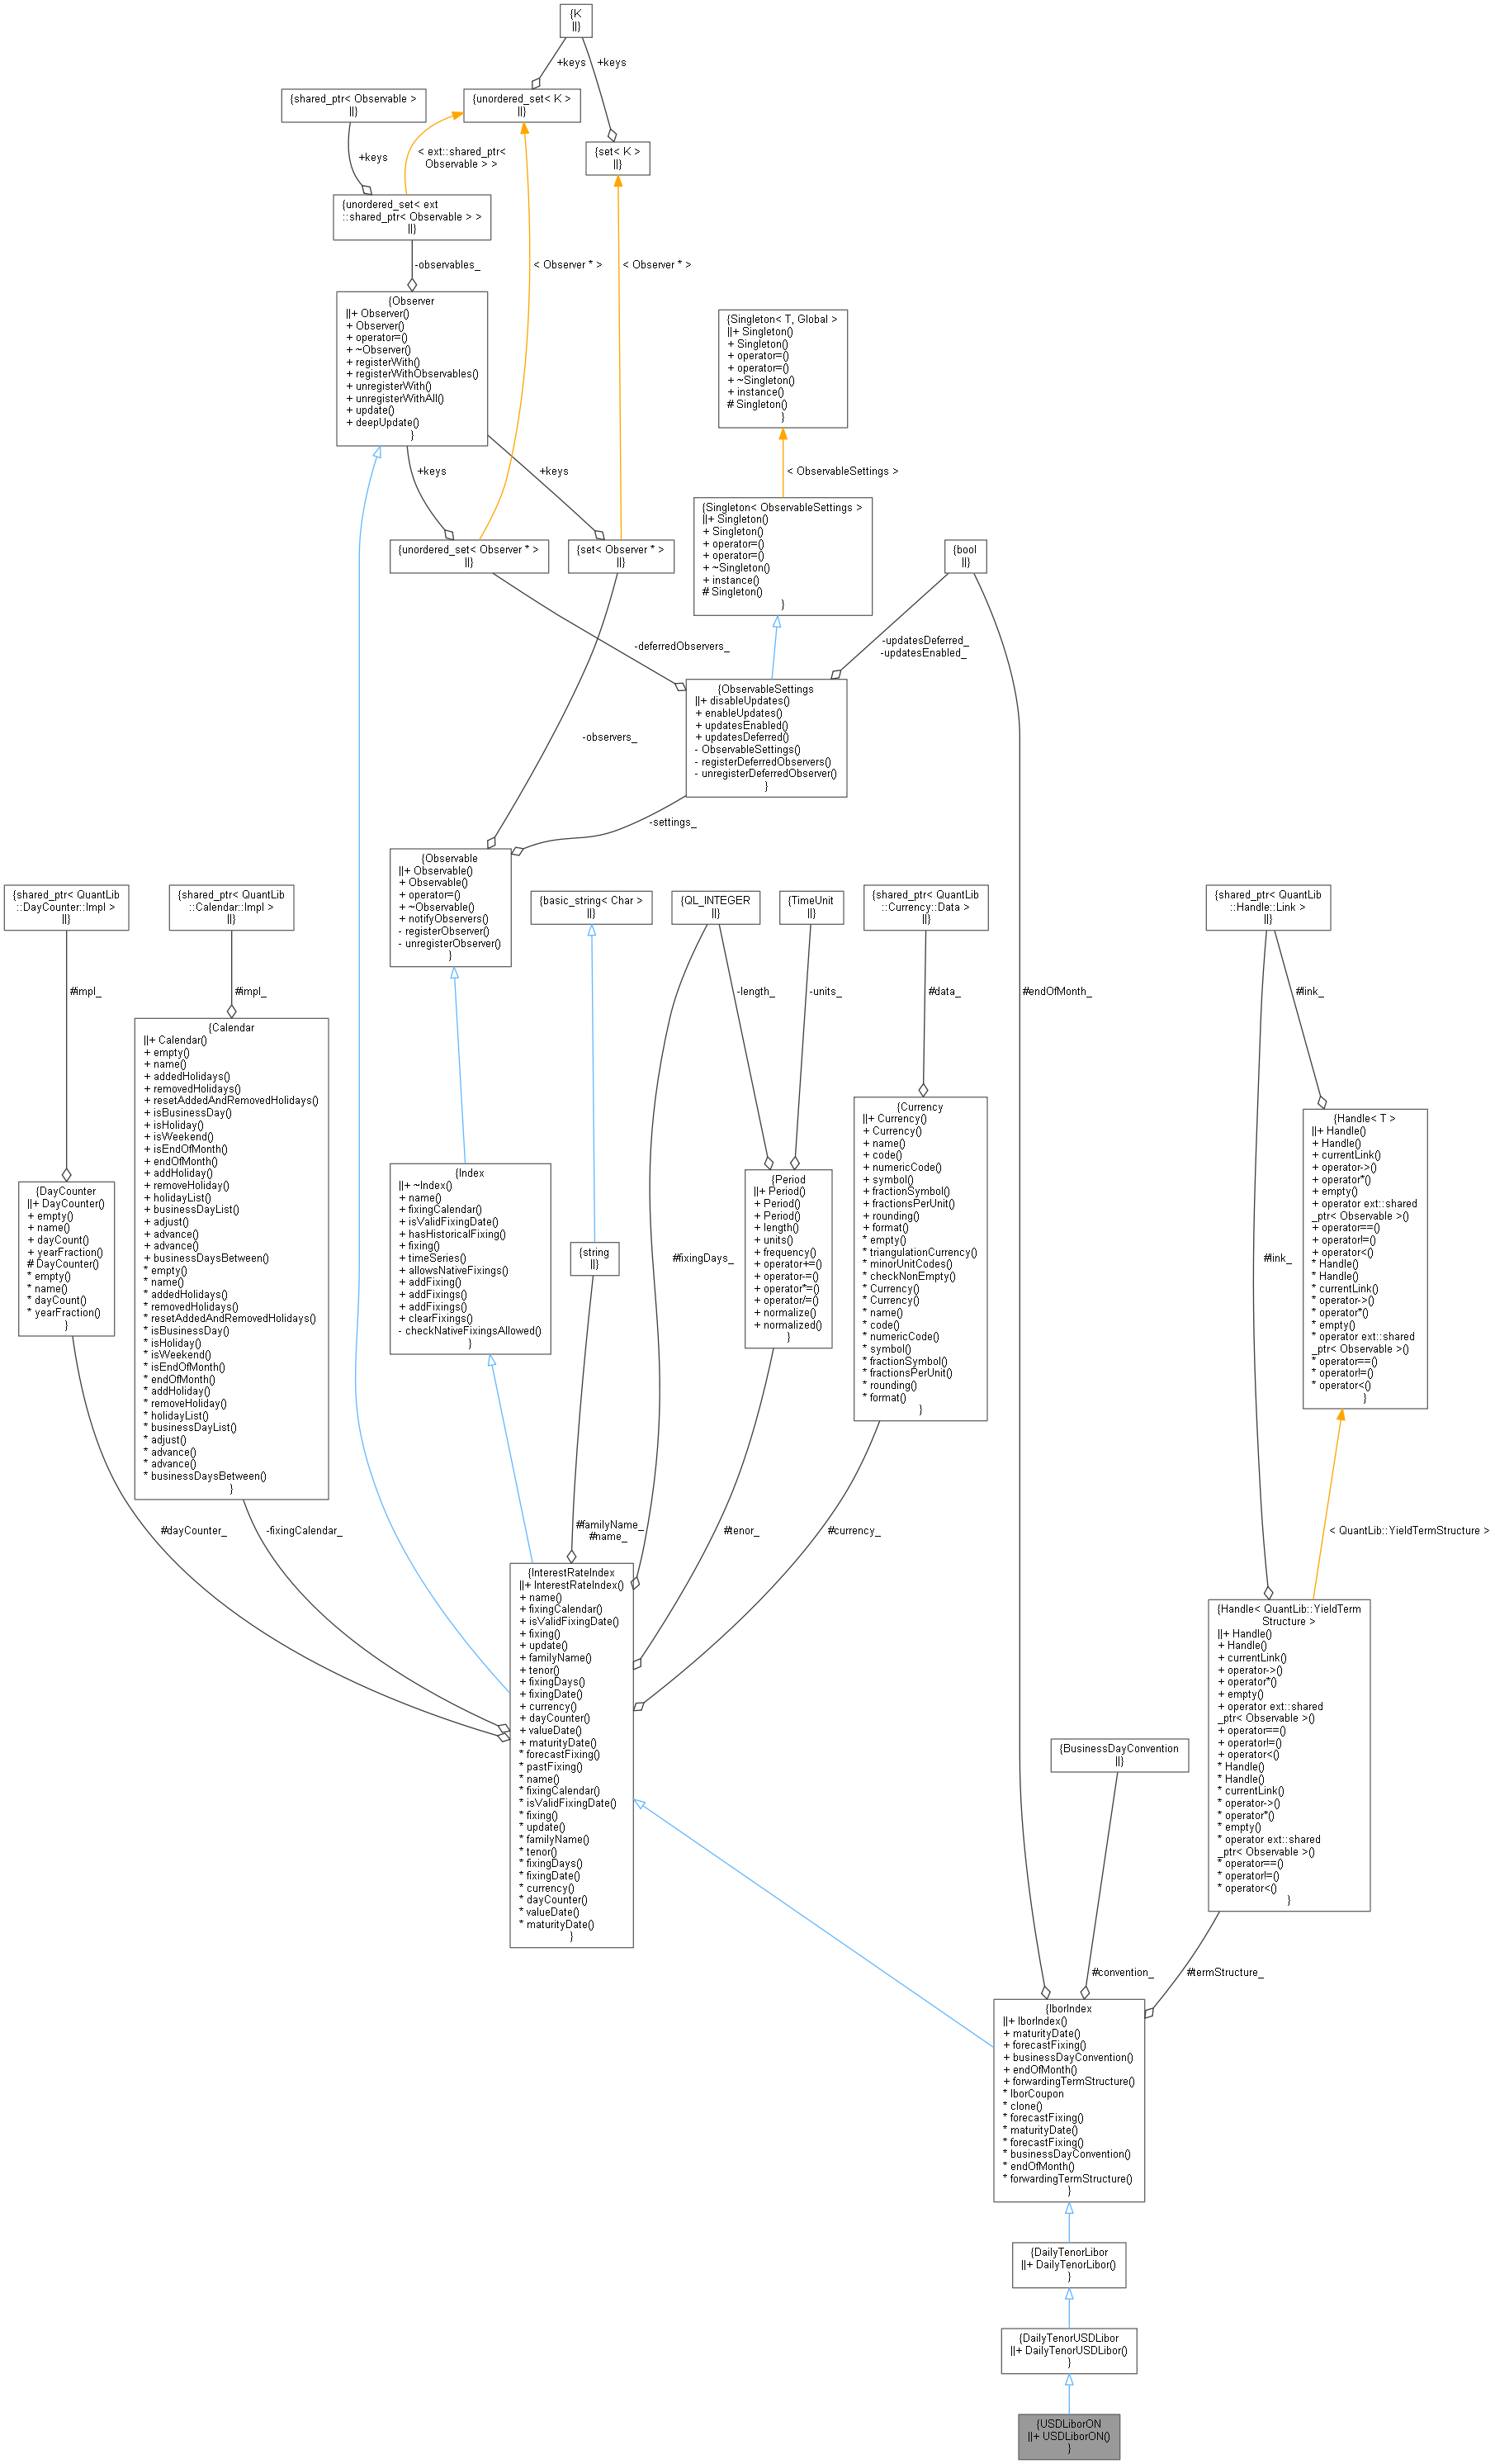 {K
||}
+keys
+keys
{shared_ptr< Observable >
||}
{unordered_set< K >
||}
{set< K >
||}
+keys
< ext::shared_ptr<
Observable > >
{unordered_set< ext
::shared_ptr< Observable > >
||}
-observables_
< Observer * >
< Observer * >
{Observer
||+ Observer()
+ Observer()
+ operator=()
+ ~Observer()
+ registerWith()
+ registerWithObservables()
+ unregisterWith()
+ unregisterWithAll()
+ update()
+ deepUpdate()
}
{Singleton< T, Global >
||+ Singleton()
+ Singleton()
+ operator=()
+ operator=()
+ ~Singleton()
+ instance()
# Singleton()
}
+keys
+keys
< ObservableSettings >
{unordered_set< Observer * >
||}
{set< Observer * >
||}
{Singleton< ObservableSettings >
||+ Singleton()
+ Singleton()
+ operator=()
+ operator=()
+ ~Singleton()
+ instance()
# Singleton()
}
{bool
||}
-deferredObservers_
-updatesDeferred_
-updatesEnabled_
-observers_
{ObservableSettings
||+ disableUpdates()
+ enableUpdates()
+ updatesEnabled()
+ updatesDeferred()
- ObservableSettings()
- registerDeferredObservers()
- unregisterDeferredObserver()
}
-settings_
{Observable
||+ Observable()
+ Observable()
+ operator=()
+ ~Observable()
+ notifyObservers()
- registerObserver()
- unregisterObserver()
}
{shared_ptr< QuantLib
::DayCounter::Impl >
||}
{shared_ptr< QuantLib
::Calendar::Impl >
||}
{basic_string< Char >
||}
{QL_INTEGER
||}
{TimeUnit
||}
{shared_ptr< QuantLib
::Currency::Data >
||}
{shared_ptr< QuantLib
::Handle::Link >
||}
#impl_
#impl_
-length_
-units_
#data_
#endOfMonth_
#link_
{DayCounter
||+ DayCounter()
+ empty()
+ name()
+ dayCount()
+ yearFraction()
# DayCounter()
* empty()
* name()
* dayCount()
* yearFraction()
}
{Calendar
||+ Calendar()
+ empty()
+ name()
+ addedHolidays()
+ removedHolidays()
+ resetAddedAndRemovedHolidays()
+ isBusinessDay()
+ isHoliday()
+ isWeekend()
+ isEndOfMonth()
+ endOfMonth()
+ addHoliday()
+ removeHoliday()
+ holidayList()
+ businessDayList()
+ adjust()
+ advance()
+ advance()
+ businessDaysBetween()
* empty()
* name()
* addedHolidays()
* removedHolidays()
* resetAddedAndRemovedHolidays()
* isBusinessDay()
* isHoliday()
* isWeekend()
* isEndOfMonth()
* endOfMonth()
* addHoliday()
* removeHoliday()
* holidayList()
* businessDayList()
* adjust()
* advance()
* advance()
* businessDaysBetween()
}
{Index
||+ ~Index()
+ name()
+ fixingCalendar()
+ isValidFixingDate()
+ hasHistoricalFixing()
+ fixing()
+ timeSeries()
+ allowsNativeFixings()
+ addFixing()
+ addFixings()
+ addFixings()
+ clearFixings()
- checkNativeFixingsAllowed()
}
{string
||}
#fixingDays_
{Period
||+ Period()
+ Period()
+ Period()
+ length()
+ units()
+ frequency()
+ operator+=()
+ operator-=()
+ operator*=()
+ operator/=()
+ normalize()
+ normalized()
}
{Currency
||+ Currency()
+ Currency()
+ name()
+ code()
+ numericCode()
+ symbol()
+ fractionSymbol()
+ fractionsPerUnit()
+ rounding()
+ format()
* empty()
* triangulationCurrency()
* minorUnitCodes()
* checkNonEmpty()
* Currency()
* Currency()
* name()
* code()
* numericCode()
* symbol()
* fractionSymbol()
* fractionsPerUnit()
* rounding()
* format()
}
#link_
{Handle< T >
||+ Handle()
+ Handle()
+ currentLink()
+ operator->()
+ operator*()
+ empty()
+ operator ext::shared
_ptr< Observable >()
+ operator==()
+ operator!=()
+ operator<()
* Handle()
* Handle()
* currentLink()
* operator->()
* operator*()
* empty()
* operator ext::shared
_ptr< Observable >()
* operator==()
* operator!=()
* operator<()
}
#dayCounter_
-fixingCalendar_
#familyName_
#name_
#tenor_
#currency_
< QuantLib::YieldTermStructure >
{InterestRateIndex
||+ InterestRateIndex()
+ name()
+ fixingCalendar()
+ isValidFixingDate()
+ fixing()
+ update()
+ familyName()
+ tenor()
+ fixingDays()
+ fixingDate()
+ currency()
+ dayCounter()
+ valueDate()
+ maturityDate()
* forecastFixing()
* pastFixing()
* name()
* fixingCalendar()
* isValidFixingDate()
* fixing()
* update()
* familyName()
* tenor()
* fixingDays()
* fixingDate()
* currency()
* dayCounter()
* valueDate()
* maturityDate()
}
{BusinessDayConvention
||}
{Handle< QuantLib::YieldTerm
Structure >
||+ Handle()
+ Handle()
+ currentLink()
+ operator->()
+ operator*()
+ empty()
+ operator ext::shared
_ptr< Observable >()
+ operator==()
+ operator!=()
+ operator<()
* Handle()
* Handle()
* currentLink()
* operator->()
* operator*()
* empty()
* operator ext::shared
_ptr< Observable >()
* operator==()
* operator!=()
* operator<()
}
#convention_
#termStructure_
{IborIndex
||+ IborIndex()
+ maturityDate()
+ forecastFixing()
+ businessDayConvention()
+ endOfMonth()
+ forwardingTermStructure()
* IborCoupon
* clone()
* forecastFixing()
* maturityDate()
* forecastFixing()
* businessDayConvention()
* endOfMonth()
* forwardingTermStructure()
}
{DailyTenorLibor
||+ DailyTenorLibor()
}
{DailyTenorUSDLibor
||+ DailyTenorUSDLibor()
}
{USDLiborON
||+ USDLiborON()
}